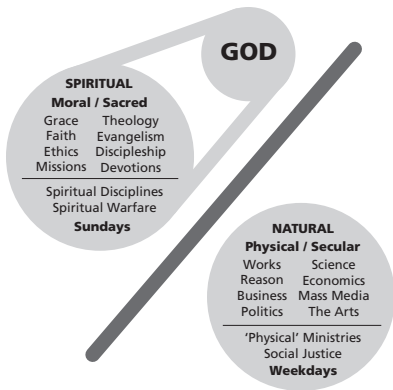 GOD
SPIRITUAL
Moral / Sacred
Grace Theology
Faith Evangelism
Ethics Discipleship
Missions Devotions
Spiritual Disciplines
Spiritual Warfare
Sundays
NATURAL
Physical / Secular
Works Science
Reason Economics
Business Mass Media
Politics The Arts
‘Physical’ Ministries
Social Justice
Weekdays